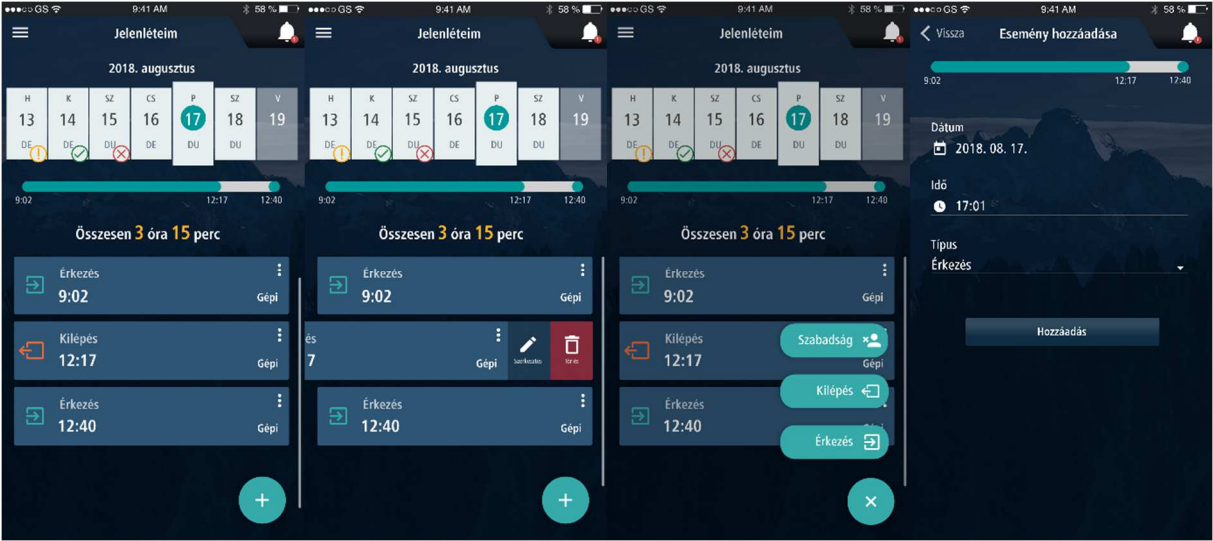 GS 9:41 AM 58 %
Jelenléteim
2018. augusztus
H K SZ CS P SZ V
13 14 15 16 17 18 19
DE DE DU DU DU DU
9:02 12:17 12:40
Összesen 3 óra 15 perc
Érkezés
9:02
Gépi
Kilépés
12:17
Gépi
Érkezés
12:40
Gépi
+
GS 9:41 AM 58 %
Jelenléteim
2018. augusztus
H K SZ CS P SZ V
13 14 15 16 17 18 19
DE DE DU DU DU DU
9:02 12:17 12:40
Összesen 3 óra 15 perc
Érkezés
9:02
Gépi
és
7
Gépi
Szerkesztés
Törlés
Érkezés
12:40
Gépi
+
GS 9:41 AM 58 %
Jelenléteim
2018. augusztus
H K SZ CS P SZ V
13 14 15 16 17 18 19
DE DE DU DU DU DU
9:02 12:17 12:40
Összesen 3 óra 15 perc
Érkezés
9:02
Gépi
Kilépés
12:17
Szabadság
Gépi
Kilépés
Érkezés
12:40
Érkezés
GS 9:41 AM 58 %
Vissza Esemény hozzáadása
9:02 12:17 12:40
Dátum
2018. 08. 17.
Idő
17:01
Típus
Érkezés
Hozzáadás